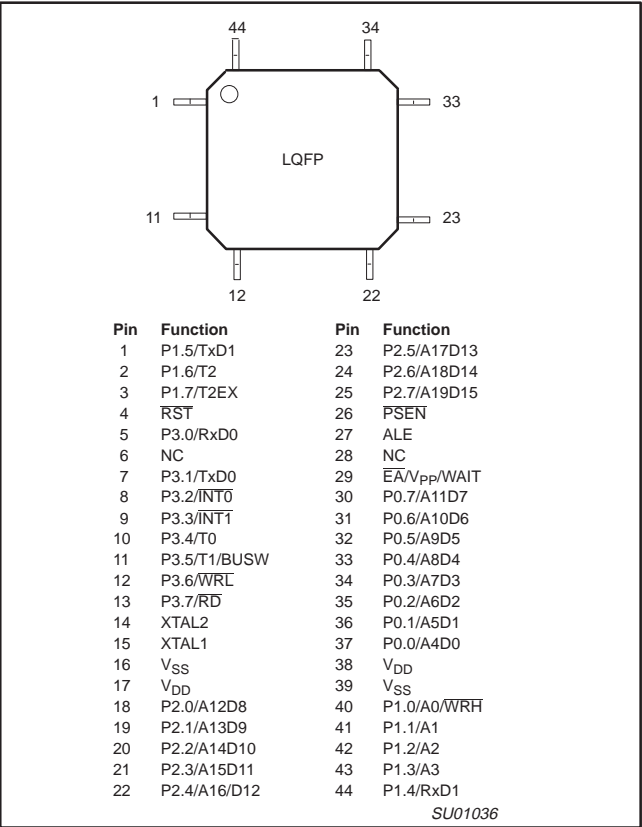 44 34
1 33
LQFP
11 23
12 22
Pin Function Pin Function
1 P1.5/TxD1 23 P2.5/A17D13
2 P1.6/T2 24 P2.6/A18D14
3 P1.7/T2EX 25 P2.7/A19D15
4 R̅S̅T̅ 26 P̅S̅E̅N̅
5 P3.0/RxD0 27 ALE
6 NC 28 NC
7 P3.1/TxD0 29 E̅A̅/VPP/WAIT
8 P3.2/I̅N̅T̅0̅ 30 P0.7/A11D7
9 P3.3/I̅N̅T̅1̅ 31 P0.6/A10D6
10 P3.4/T0 32 P0.5/A9D5
11 P3.5/T1/BUSW 33 P0.4/A8D4
12 P3.6/W̅R̅L̅ 34 P0.3/A7D3
13 P3.7/R̅D̅ 35 P0.2/A6D2
14 XTAL2 36 P0.1/A5D1
15 XTAL1 37 P0.0/A4D0
16 VSS 38 VDD
17 VDD 39 VSS
18 P2.0/A12D8 40 P1.0/A0/W̅R̅H̅
19 P2.1/A13D9 41 P1.1/A1
20 P2.2/A14D10 42 P1.2/A2
21 P2.3/A15D11 43 P1.3/A3
22 P2.4/A16/D12 44 P1.4/RxD1
SU01036